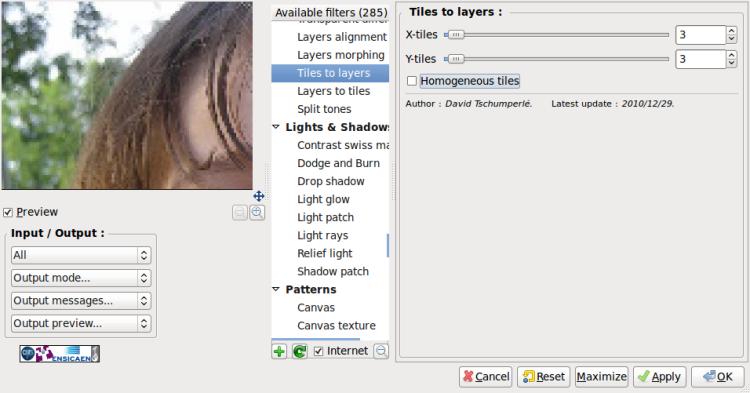 Preview
Input / Output :
All
Output mode...
Output messages...
Output preview...
ENSICAEN
Available filters (285)
Layers alignment
Layers morphing
Tiles to layers
Layers to tiles
Split tones
Lights & Shadows
Contrast swiss ma
Dodge and Burn
Drop shadow
Light glow
Light patch
Light rays
Relief light
Shadow patch
Patterns
Canvas
Canvas texture
Internet
Tiles to layers :
X-tiles 3
Y-tiles 3
Homogeneous tiles
Author : David Tschumperlé. Latest update : 2010/12/29.
Cancel Reset Maximize Apply OK